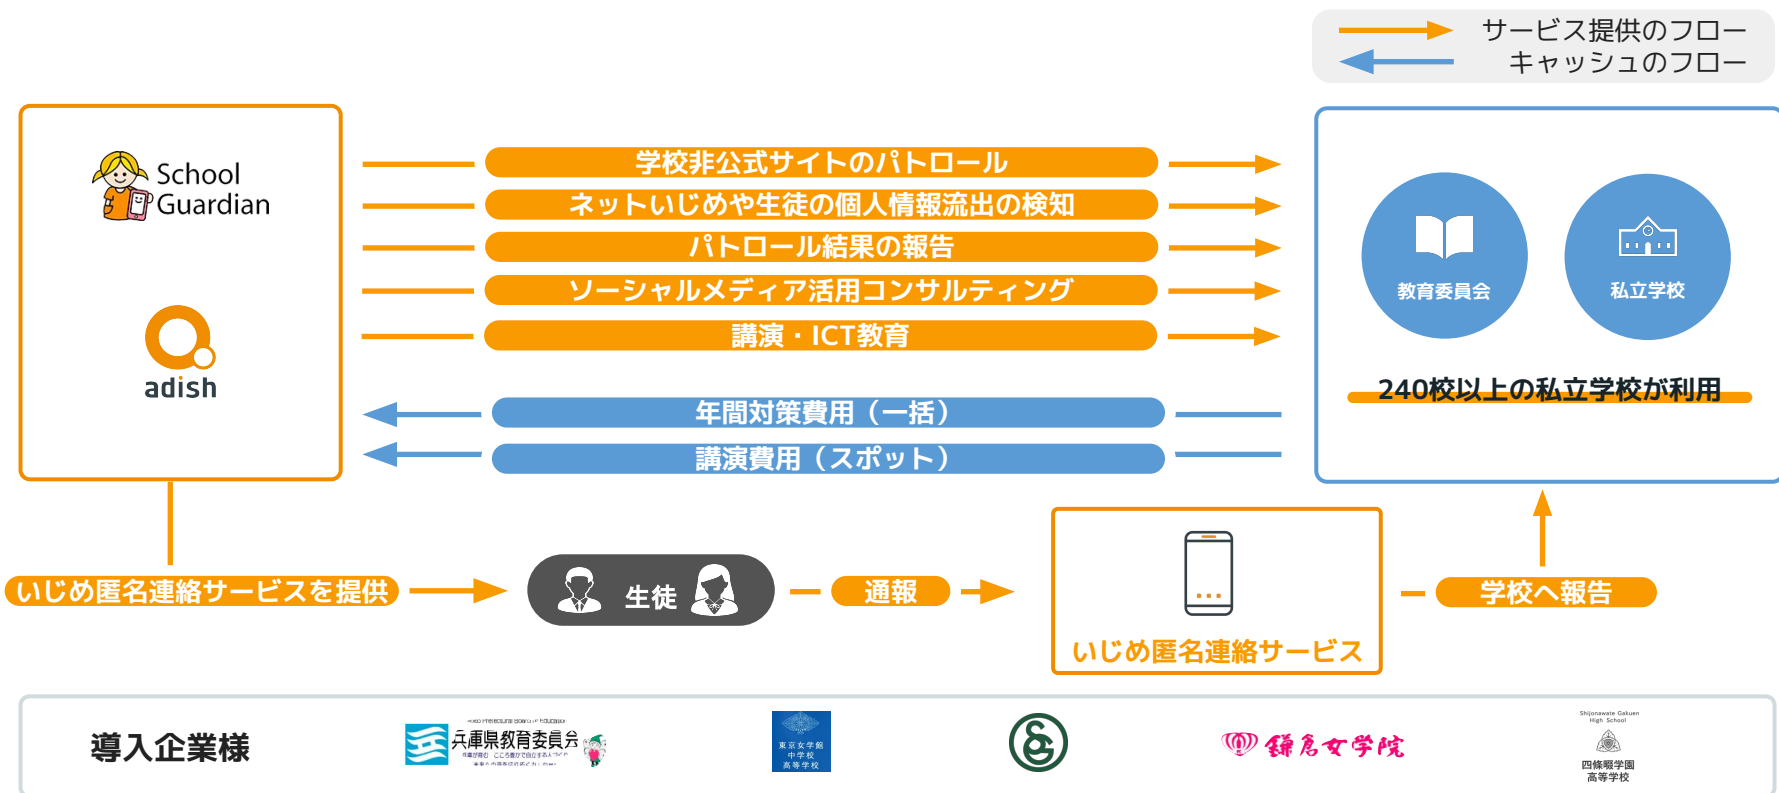 サービス提供のフロー
キャッシュのフロー
School
Guardian
adish
学校非公式サイトのパトロール
ネットいじめや生徒の個人情報流出の検知
パトロール結果の報告
ソーシャルメディア活用コンサルティング
講演・ICT教育
年間対策費用（一括）
講演費用（スポット）
教育委員会
私立学校
240校以上の私立学校が利用
いじめ匿名連絡サービスを提供
生徒
通報
いじめ匿名連絡サービス
学校へ報告
導入企業様
兵庫県教育委員会
東京女学館
中学校
高等学校
鎌倉女学院
Shijonawate Gakuen
High School
四條畷学園
高等学校